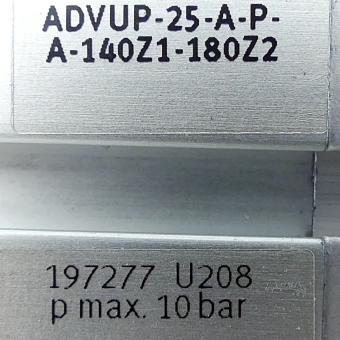 ADVUP-25-A-P-
A-140Z1-180Z2
197277 U208
p max. 10 bar